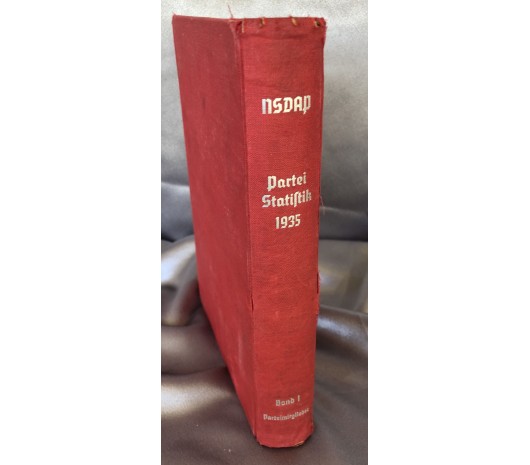 NSDAP
Partei
Statiſtik
1935
Band I
Parteimitglieder